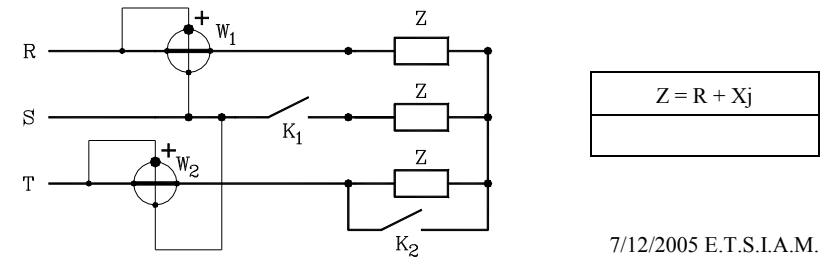 + W1 Z
R
Z = R + Xj
Z
S
K1
+ W2 Z
T
K2
7/12/2005 E.T.S.I.A.M.